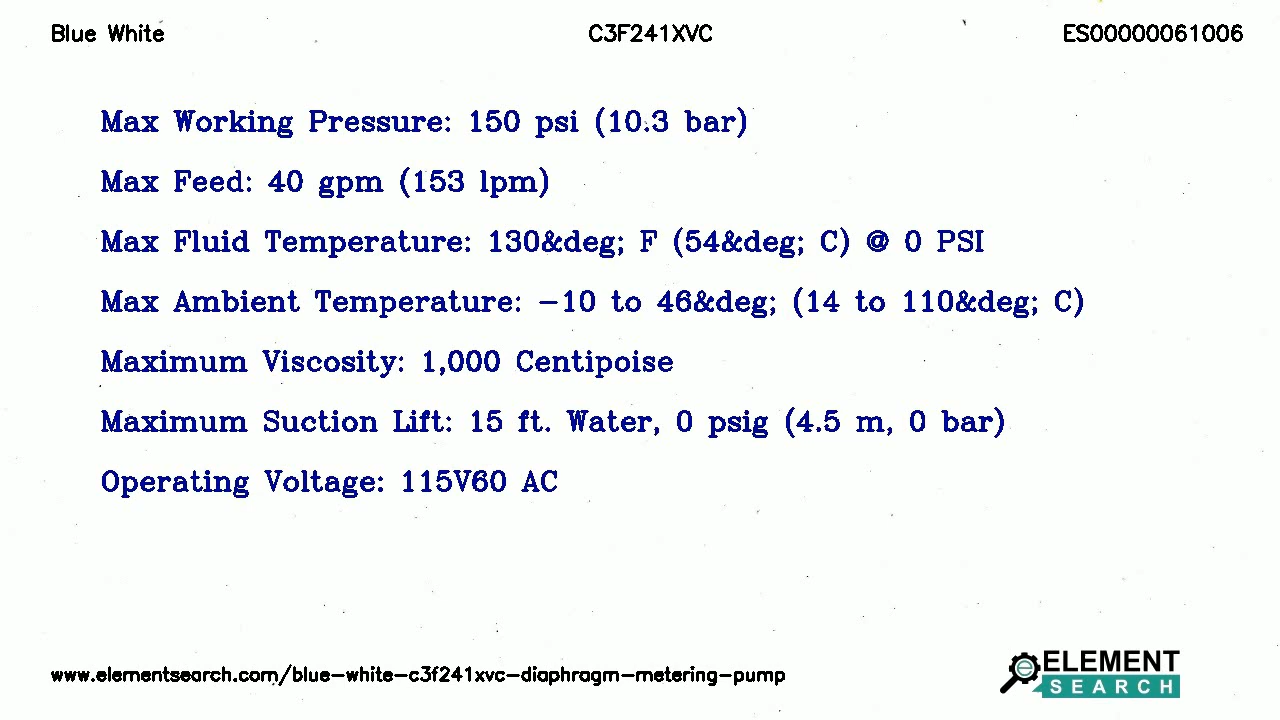 Blue White C3F241XVC ES00000061006
Max Working Pressure: 150 psi (10.3 bar)
Max Feed: 40 gpm (153 lpm)
Max Fluid Temperature: 130&deg; F (54&deg; C) @ 0 PSI
Max Ambient Temperature: -10 to 46&deg; (14 to 110&deg; C)
Maximum Viscosity: 1,000 Centipoise
Maximum Suction Lift: 15 ft. Water, 0 psig (4.5 m, 0 bar)
Operating Voltage: 115V60 AC
www.elementsearch.com/blue-white-c3f241xvc-diaphragm-metering-pump
ELEMENT
SEARCH